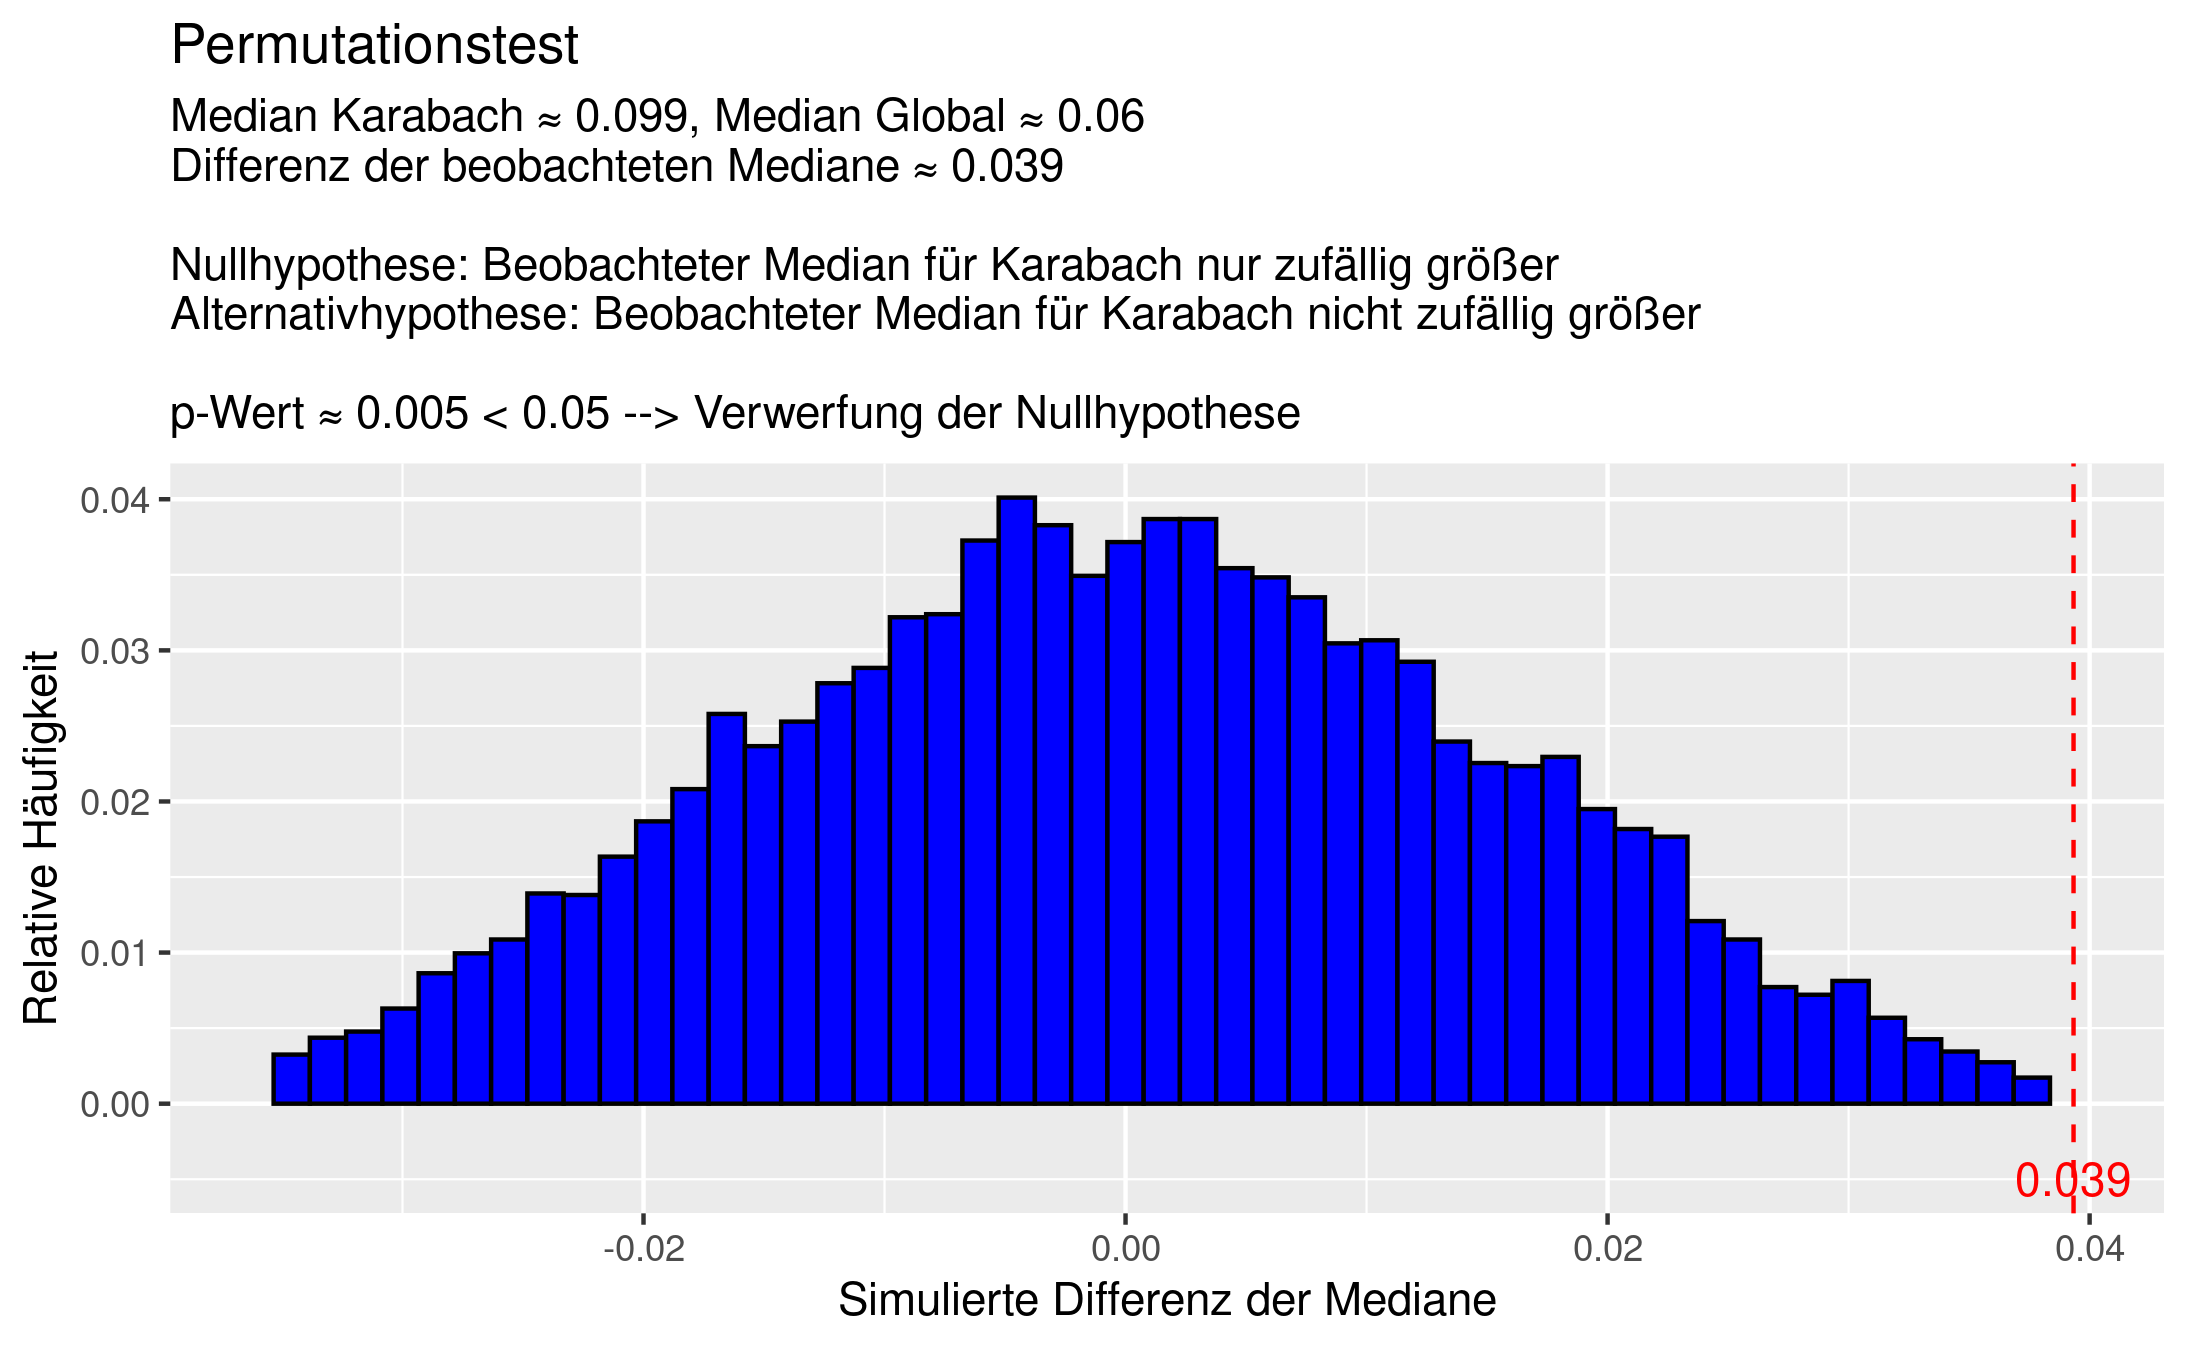 Permutationstest
Median Karabach ≈ 0.099, Median Global ≈ 0.06
Differenz der beobachteten Mediane ≈ 0.039
Nullhypothese: Beobachteter Median für Karabach nur zufällig größer
Alternativhypothese: Beobachteter Median für Karabach nicht zufällig größer
p-Wert ≈ 0.005 < 0.05 --> Verwerfung der Nullhypothese
Relative Häufigkeit
0.04
0.03
0.02
0.01
0.00
0.039
-0.02
0.00
0.02
0.04
Simulierte Differenz der Mediane